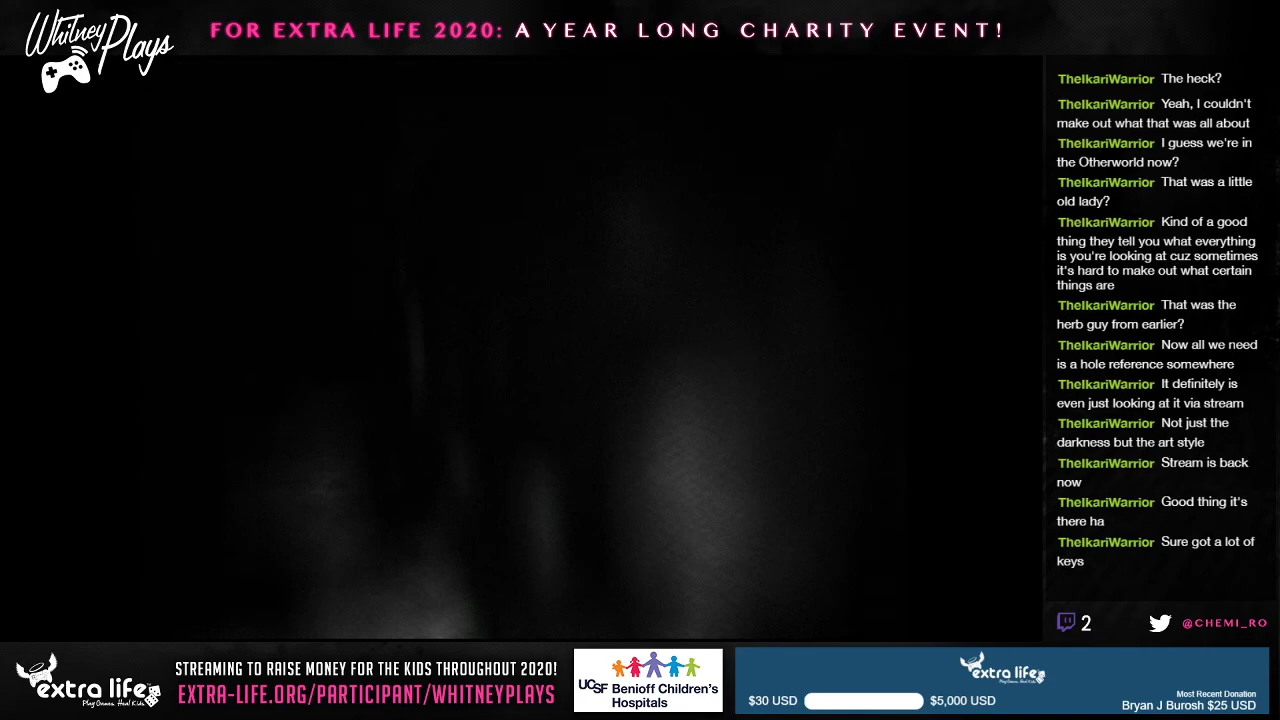 Whitney Plays
FOR EXTRA LIFE 2020: A YEAR LONG CHARITY EVENT!
TheIkariWarrior The heck?
TheIkariWarrior Yeah, I couldn't
make out what that was all about
TheIkariWarrior I guess we're in
the Otherworld now?
TheIkariWarrior That was a little
old lady?
TheIkariWarrior Kind of a good
thing they tell you what everything
is you're looking at cuz sometimes
it's hard to make out what certain
things are
TheIkariWarrior That was the
herb guy from earlier?
TheIkariWarrior Now all we need
is a hole reference somewhere
TheIkariWarrior It definitely is
even just looking at it via stream
TheIkariWarrior Not just the
darkness but the art style
TheIkariWarrior Stream is back
now
TheIkariWarrior Good thing it's
there ha
TheIkariWarrior Sure got a lot of
keys
2
@CHEMI_RO
extra life
Play Games. Heal Kids.
STREAMING TO RAISE MONEY FOR THE KIDS THROUGHOUT 2020!
EXTRA-LIFE.ORG/PARTICIPANT/WHITNEYPLAYS
UCSF Benioff Children's
Hospitals
extra life
Play Games. Heal Kids.
$30 USD
$5,000 USD
Most Recent Donation
Bryan J Burosh $25 USD